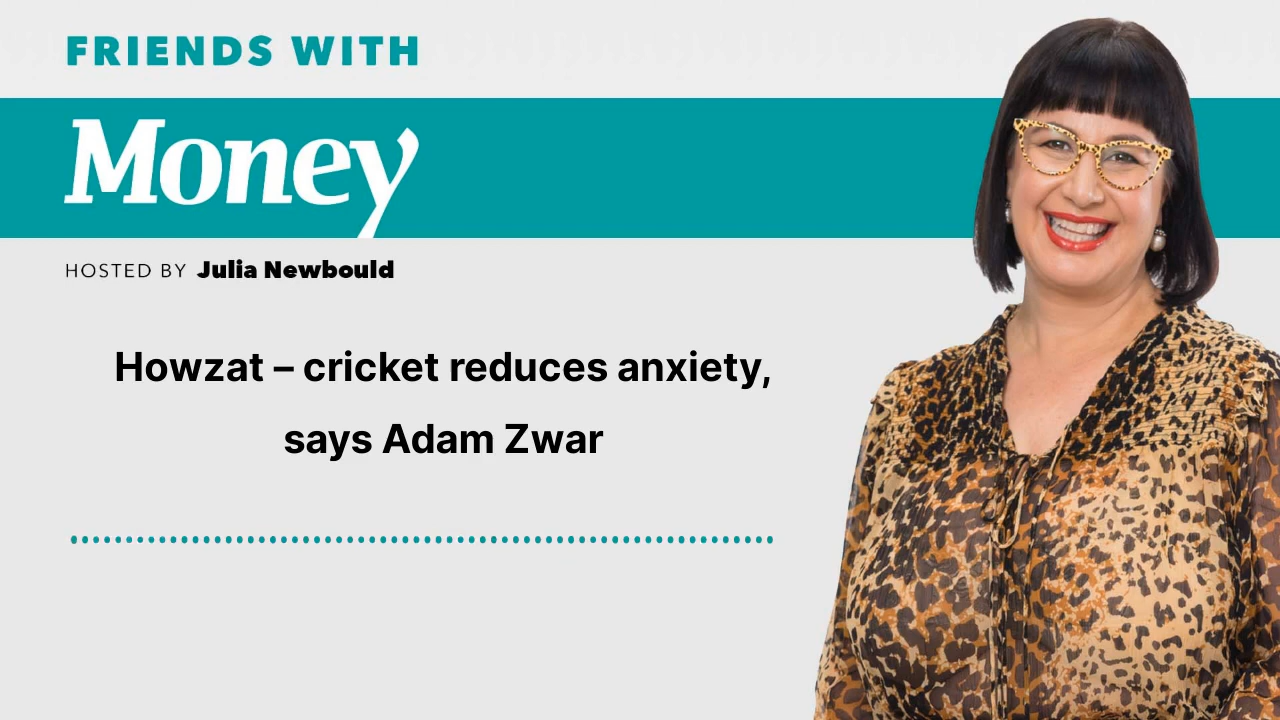 FRIENDS WITH
Money
HOSTED BY Julia Newbould
Howzat – cricket reduces anxiety,
says Adam Zwar